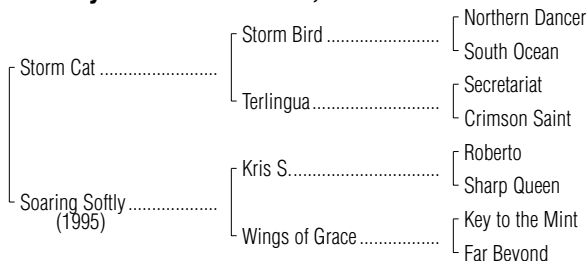 Northern Dancer
Storm Bird ........................
South Ocean
Storm Cat ........................
Secretariat
Terlingua ..........................
Crimson Saint
Roberto
Kris S. ..............................
Sharp Queen
Soaring Softly ..................
(1995)
Key to the Mint
Wings of Grace ................
Far Beyond